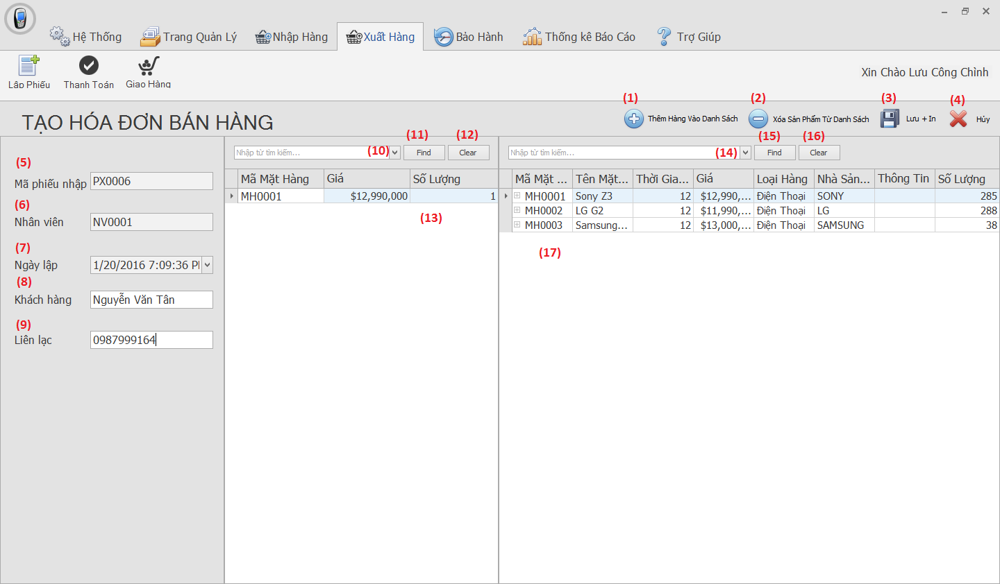 Hệ Thống Trang Quản Lý Nhập Hàng Xuất Hàng Bảo Hành Thống kê Báo Cáo Trợ Giúp
Lập Phiếu Thanh Toán Giao Hàng
Xin Chào Lưu Công Chình
TẠO HÓA ĐƠN BÁN HÀNG
(1) Thêm Hàng Vào Danh Sách
(2) Xóa Sản Phẩm Từ Danh Sách
(3) Lưu + In
(4) Hủy
(5)
Mã phiếu nhập PX0006
(6)
Nhân viên NV0001
(7)
Ngày lập 1/20/2016 7:09:36 P
(8)
Khách hàng Nguyễn Văn Tân
(9)
Liên lạc 0987999164
(11) (12)
Nhập từ tìm kiếm... (10) Find Clear
Mã Mặt Hàng Giá Số Lượng
MH0001 $12,990,000 1
(13)
(15) (16)
Nhập từ tìm kiếm... (14) Find Clear
Mã Mặt ... Tên Mặt... Thời Gia... Giá Loại Hàng Nhà Sản... Thông Tin Số Lượng
MH0001 Sony Z3 12 $12,990,... Điện Thoại SONY 285
MH0002 LG G2 12 $11,990,... Điện Thoại LG 288
MH0003 Samsung... 12 $13,000,... Điện Thoại SAMSUNG 38
(17)